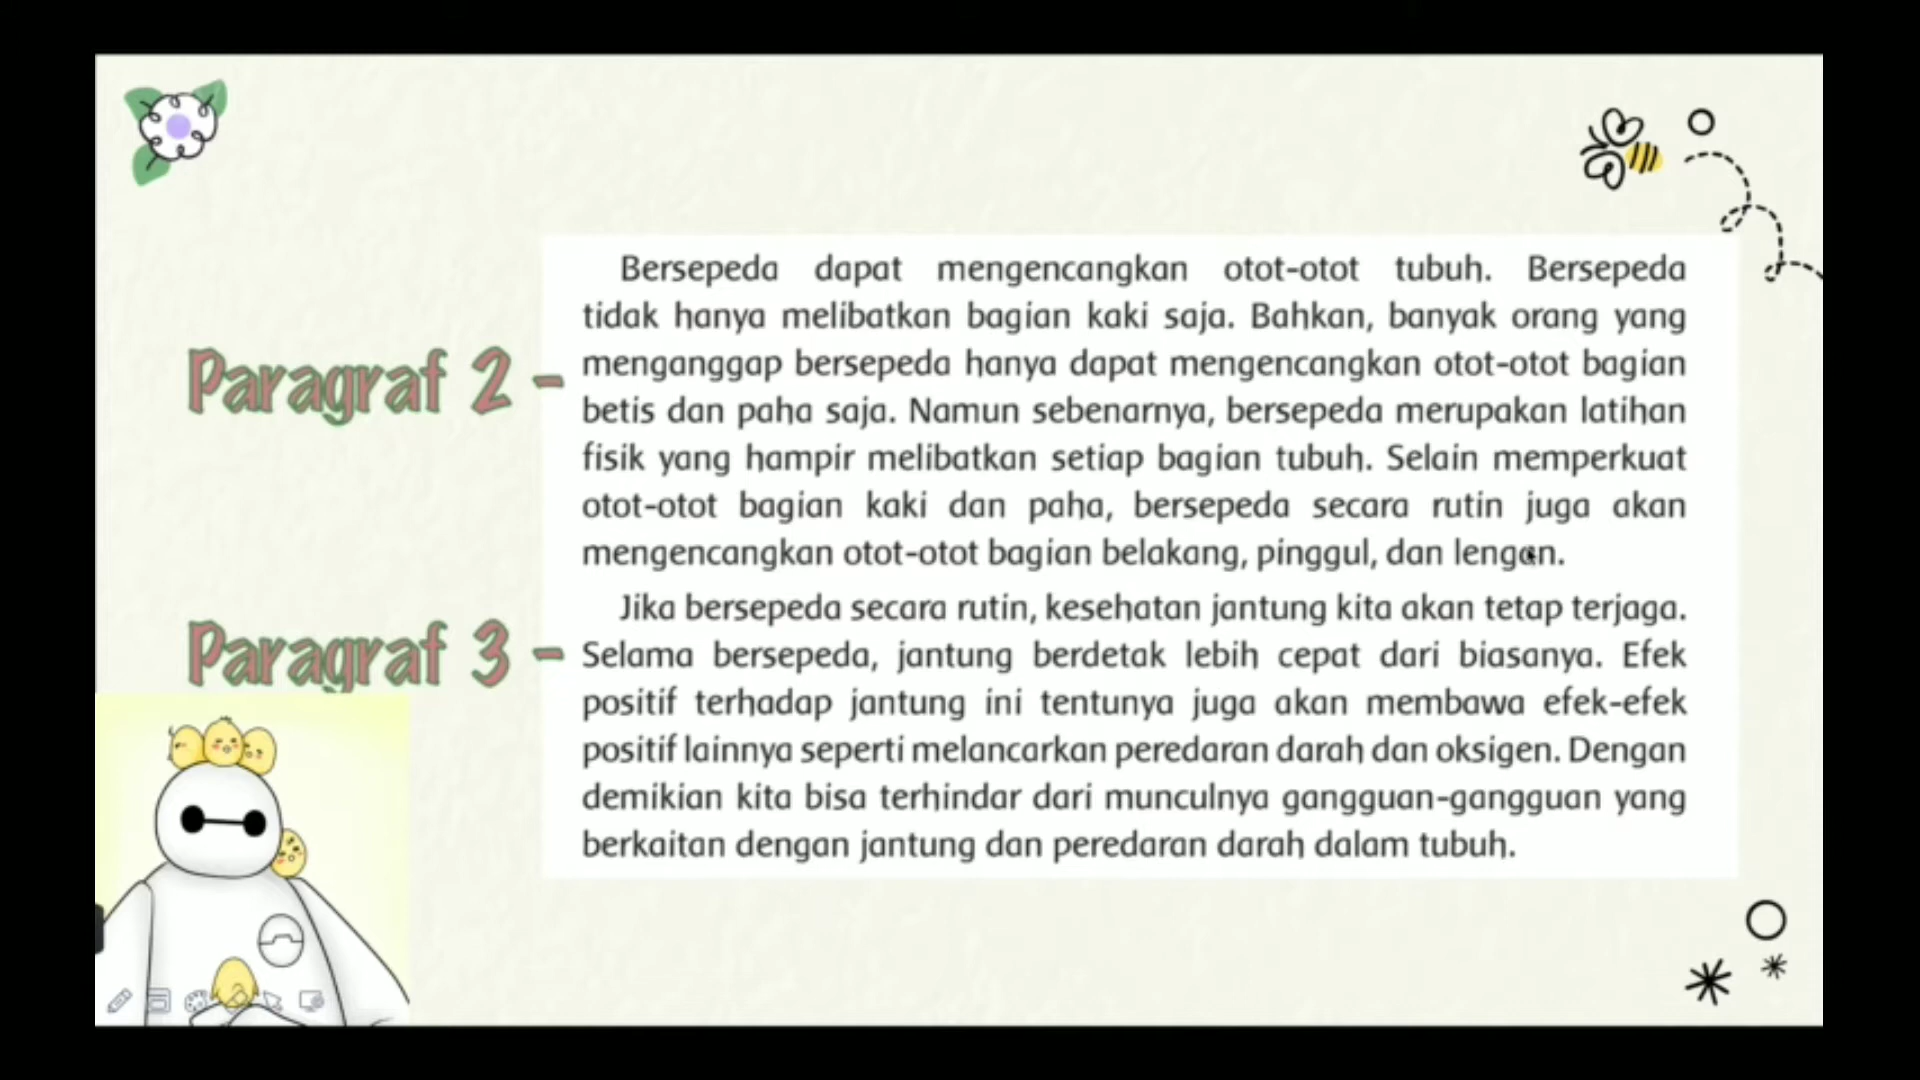 Paragraf 2 -
Bersepeda dapat mengencangkan otot-otot tubuh. Bersepeda
tidak hanya melibatkan bagian kaki saja. Bahkan, banyak orang yang
menganggap bersepeda hanya dapat mengencangkan otot-otot bagian
betis dan paha saja. Namun sebenarnya, bersepeda merupakan latihan
fisik yang hampir melibatkan setiap bagian tubuh. Selain memperkuat
otot-otot bagian kaki dan paha, bersepeda secara rutin juga akan
mengencangkan otot-otot bagian belakang, pinggul, dan lengan.
Paragraf 3 -
Jika bersepeda secara rutin, kesehatan jantung kita akan tetap terjaga.
Selama bersepeda, jantung berdetak lebih cepat dari biasanya. Efek
positif terhadap jantung ini tentunya juga akan membawa efek-efek
positif lainnya seperti melancarkan peredaran darah dan oksigen. Dengan
demikian kita bisa terhindar dari munculnya gangguan-gangguan yang
berkaitan dengan jantung dan peredaran darah dalam tubuh.